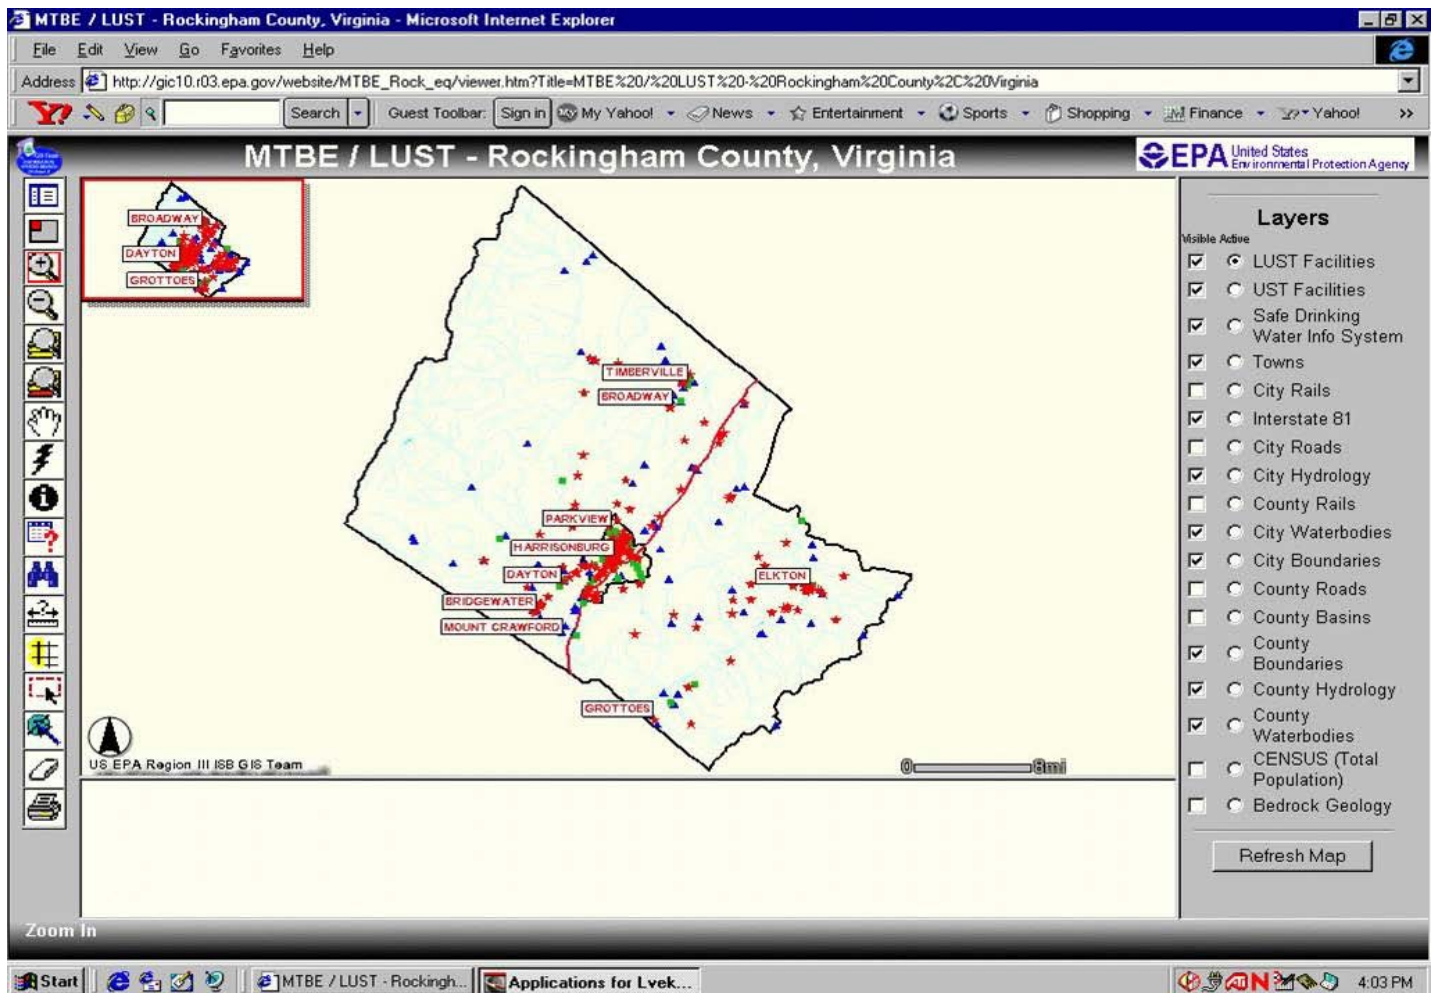 MTBE / LUST - Rockingham County, Virginia - Microsoft Internet Explorer
File Edit View Go Favorites Help
Address http://gic10.r03.epa.gov/website/MTBE_Rock_eq/viewer.htm?Title=MTBE%20/%20LUST%20-%20Rockingham%20County%2C%20Virginia
Y? Search Guest Toolbar: Sign in My Yahoo! News Entertainment Sports Shopping Finance Yahoo! >>
MTBE / LUST - Rockingham County, Virginia
EPA United States
Environmental Protection Agency
BROADWAY
DAYTON
GROTTOES
TIMBERVILLE
BROADWAY
PARKVIEW
HARRISONBURG
DAYTON
ELKTON
BRIDGEWATER
MOUNT CRAWFORD
GROTTOES
US EPA Region III ISB GIS Team
0 8mi
Layers
Visible Active
LUST Facilities
UST Facilities
Safe Drinking
Water Info System
Towns
City Rails
Interstate 81
City Roads
City Hydrology
County Rails
City Waterbodies
City Boundaries
County Roads
County Basins
County
Boundaries
County Hydrology
County
Waterbodies
CENSUS (Total
Population)
Bedrock Geology
Refresh Map
Zoom In
Start MTBE / LUST - Rockingh... Applications for Lvek... 4:03 PM